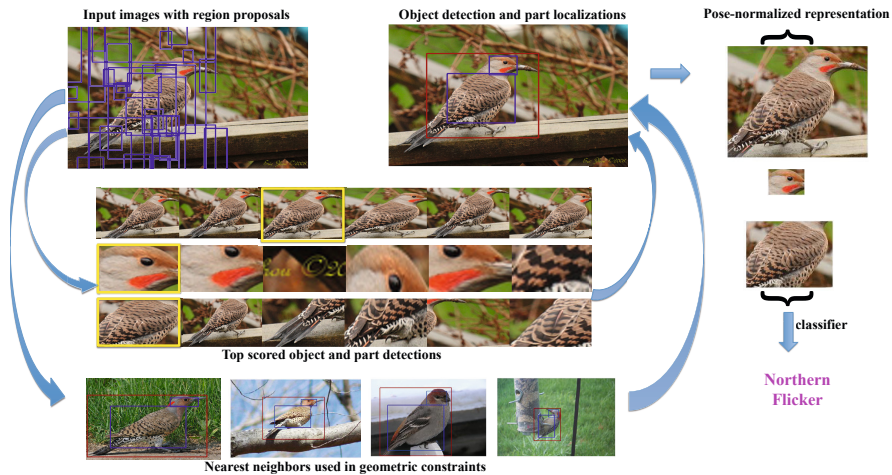 Input images with region proposals
Object detection and part localizations
Pose-normalized representation
©20
Top scored object and part detections
classifier
Northern
Flicker
Nearest neighbors used in geometric constraints